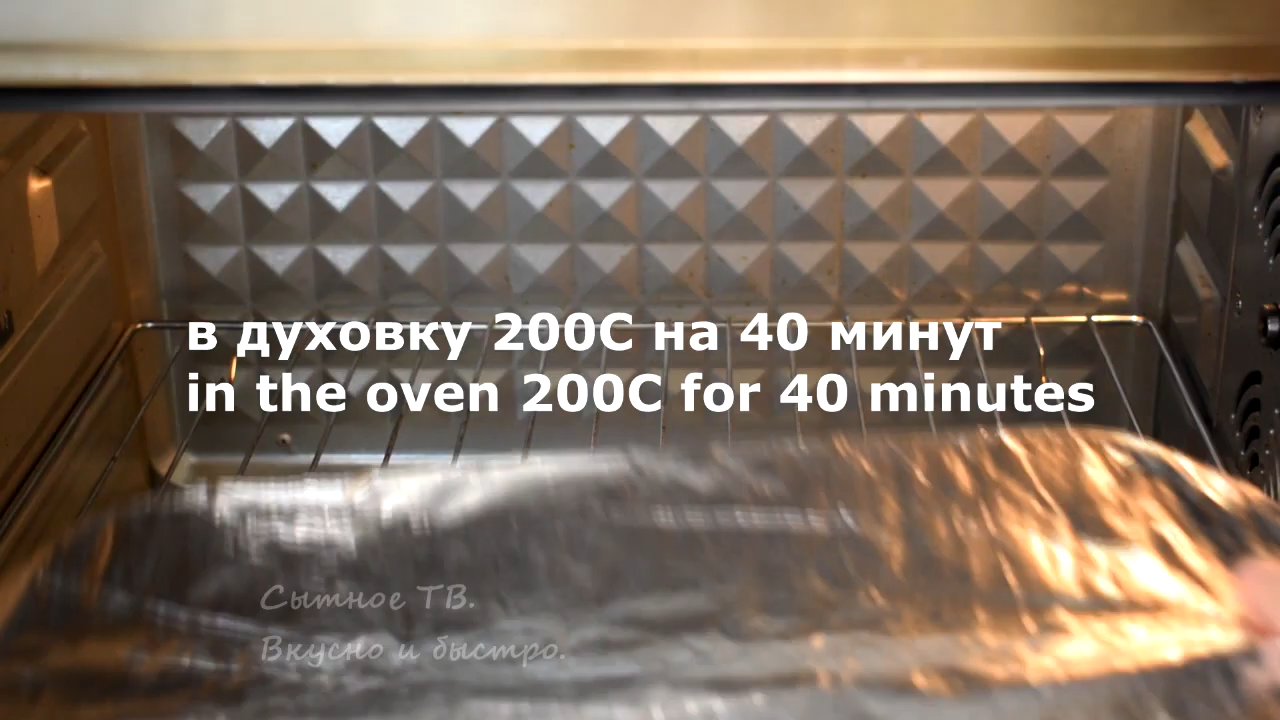 в духовку 200С на 40 минут
in the oven 200C for 40 minutes
Сытное ТВ.
Вкусно и быстро.